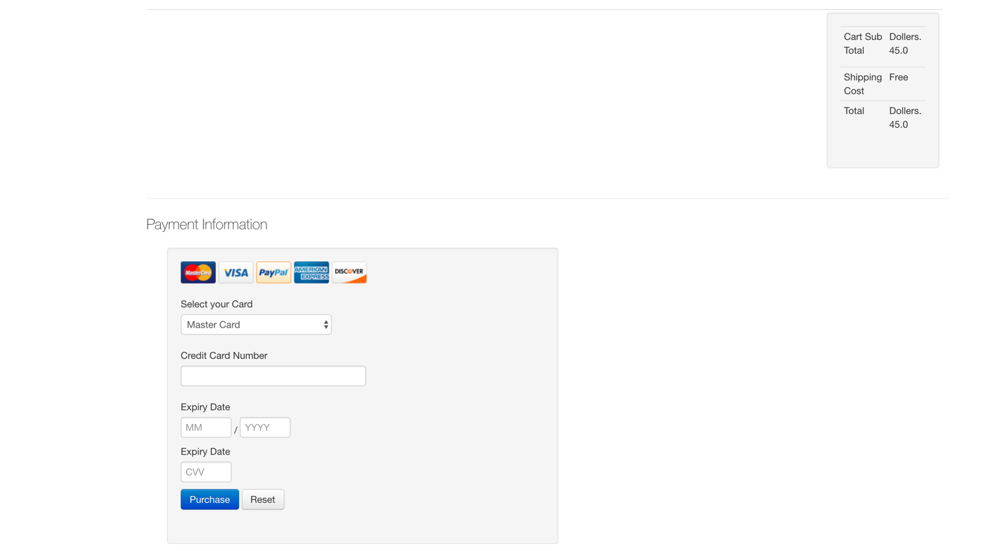 Cart Sub Dollers.
Total 45.0
Shipping Free
Cost
Total Dollers.
45.0
Payment Information
MasterCard VISA PayPal AMERICAN EXPRESS DISCOVER
Select your Card
Master Card
Credit Card Number
Expiry Date
MM / YYYY
Expiry Date
CVV
Purchase Reset